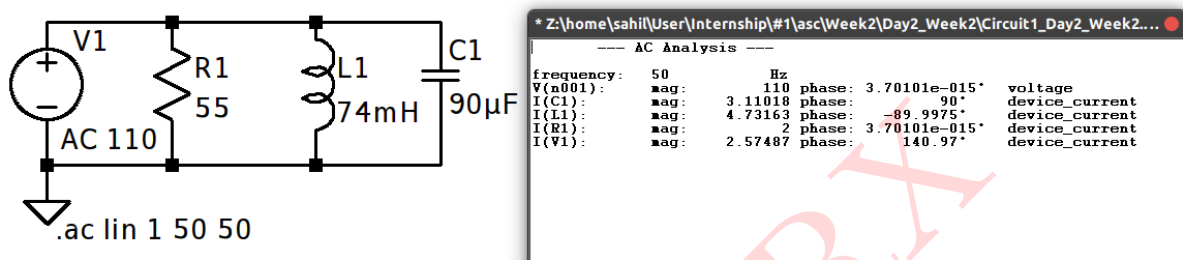 V1
R1
55
L1
74mH
C1
90µF
AC 110
.ac lin 1 50 50
* Z:\home\sahil\User\Internship\#1\asc\Week2\Day2_Week2\Circuit1_Day2_Week2....
--- AC Analysis ---
frequency: 50 Hz
V(n001): mag: 110 phase: 3.70101e-015° voltage
I(C1): mag: 3.11018 phase: 90° device_current
I(L1): mag: 4.73163 phase: -89.9975° device_current
I(R1): mag: 2 phase: 3.70101e-015° device_current
I(V1): mag: 2.57487 phase: 140.97° device_current